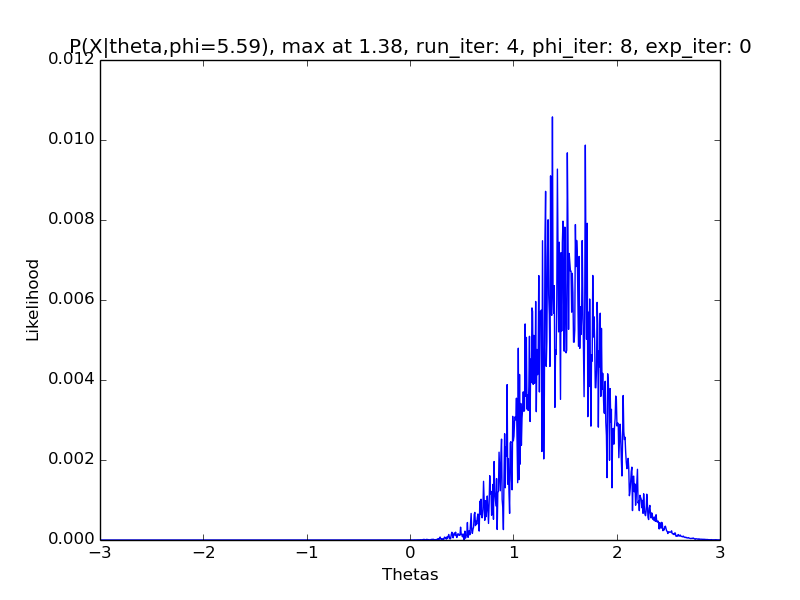 P(X|theta,phi=5.59), max at 1.38, run_iter: 4, phi_iter: 8, exp_iter: 0
0.012
0.010
0.008
0.006
0.004
0.002
0.000
Likelihood
−3 −2 −1 0 1 2 3
Thetas